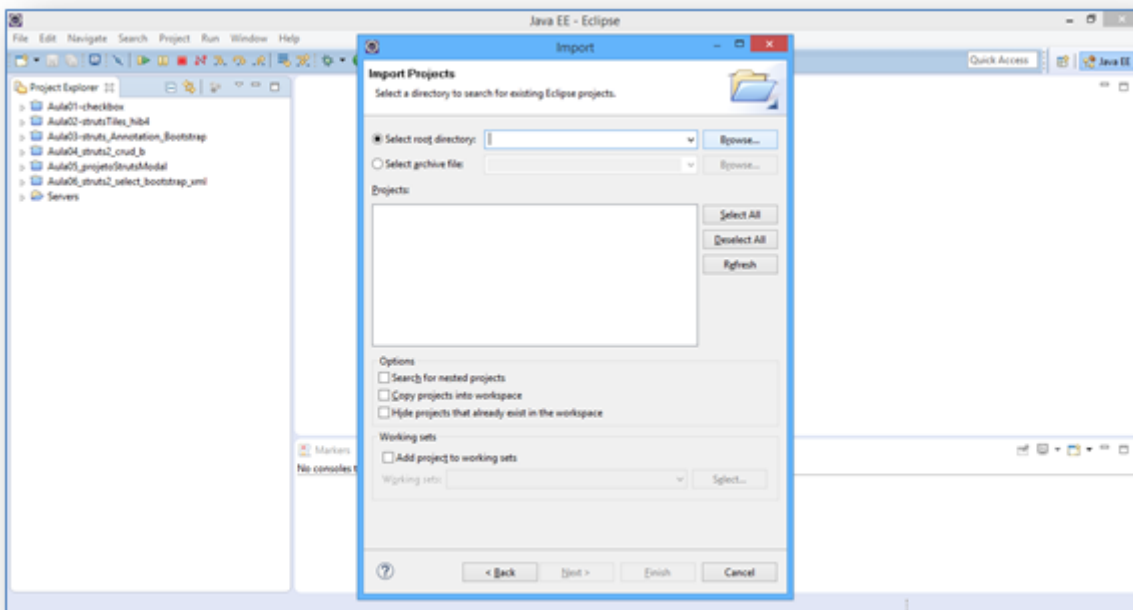 Java EE - Eclipse
File Edit Navigate Search Project Run Window Help
Quick Access
Java EE
Project Explorer
Aula01-checkbox
Aula02-strutsTiles_hib4
Aula03-struts_Annotation_Bootstrap
Aula04_struts2_crud_b
Aula05_projetoStrutsModal
Aula06_struts2_select_bootstrap_xml
Servers
Import
Import Projects
Select a directory to search for existing Eclipse projects.
Select root directory:
Browse...
Select archive file:
Browse...
Projects:
Select All
Deselect All
Refresh
Options
Search for nested projects
Copy projects into workspace
Hide projects that already exist in the workspace
Working sets
Add project to working sets
Working sets:
Select...
Markers
No consoles t
?
< Back
Next >
Finish
Cancel